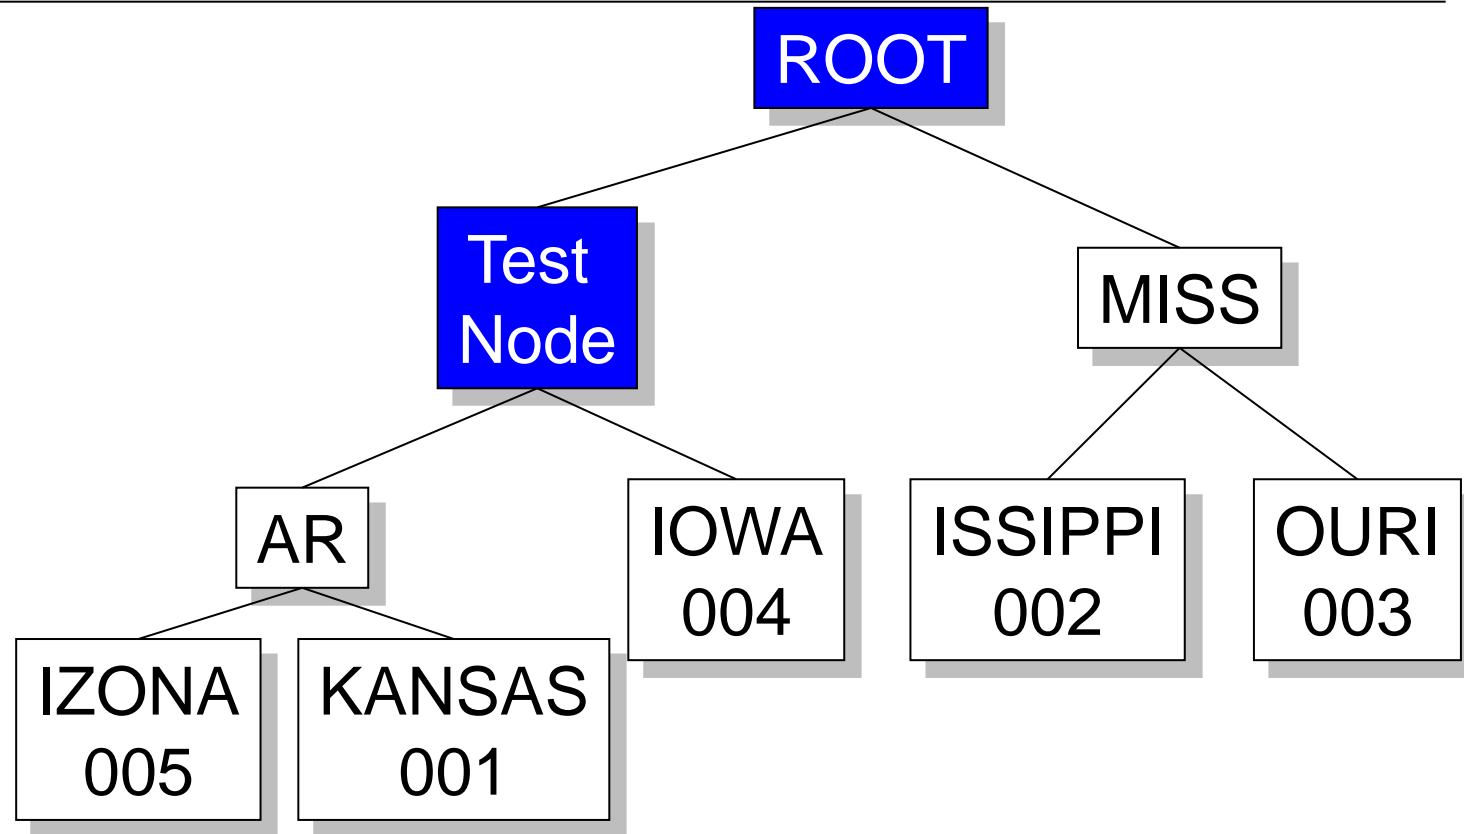 ROOT
Test
Node
MISS
AR
IOWA
004
ISSIPPI
002
OURI
003
IZONA
005
KANSAS
001